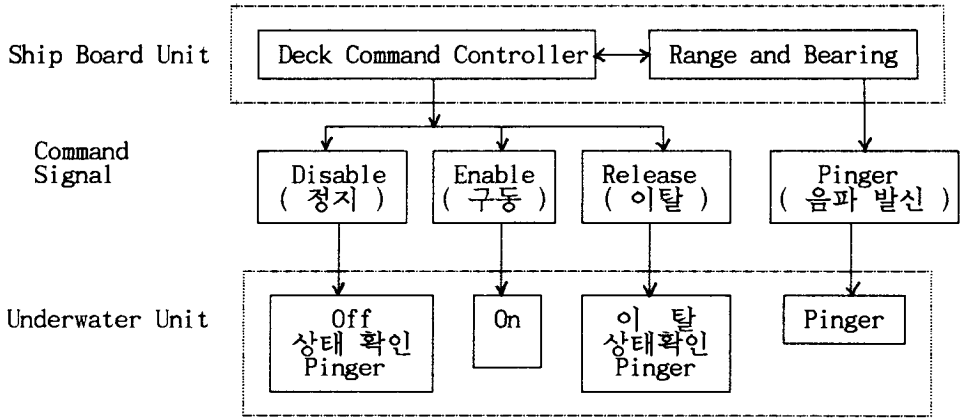 Ship Board Unit
Deck Command Controller
Range and Bearing
Command
Signal
Disable
( 정지 )
Enable
( 구동 )
Release
( 이탈 )
Pinger
( 음파 발신 )
Underwater Unit
Off
상태 확인
Pinger
On
이 탈
상태확인
Pinger
Pinger